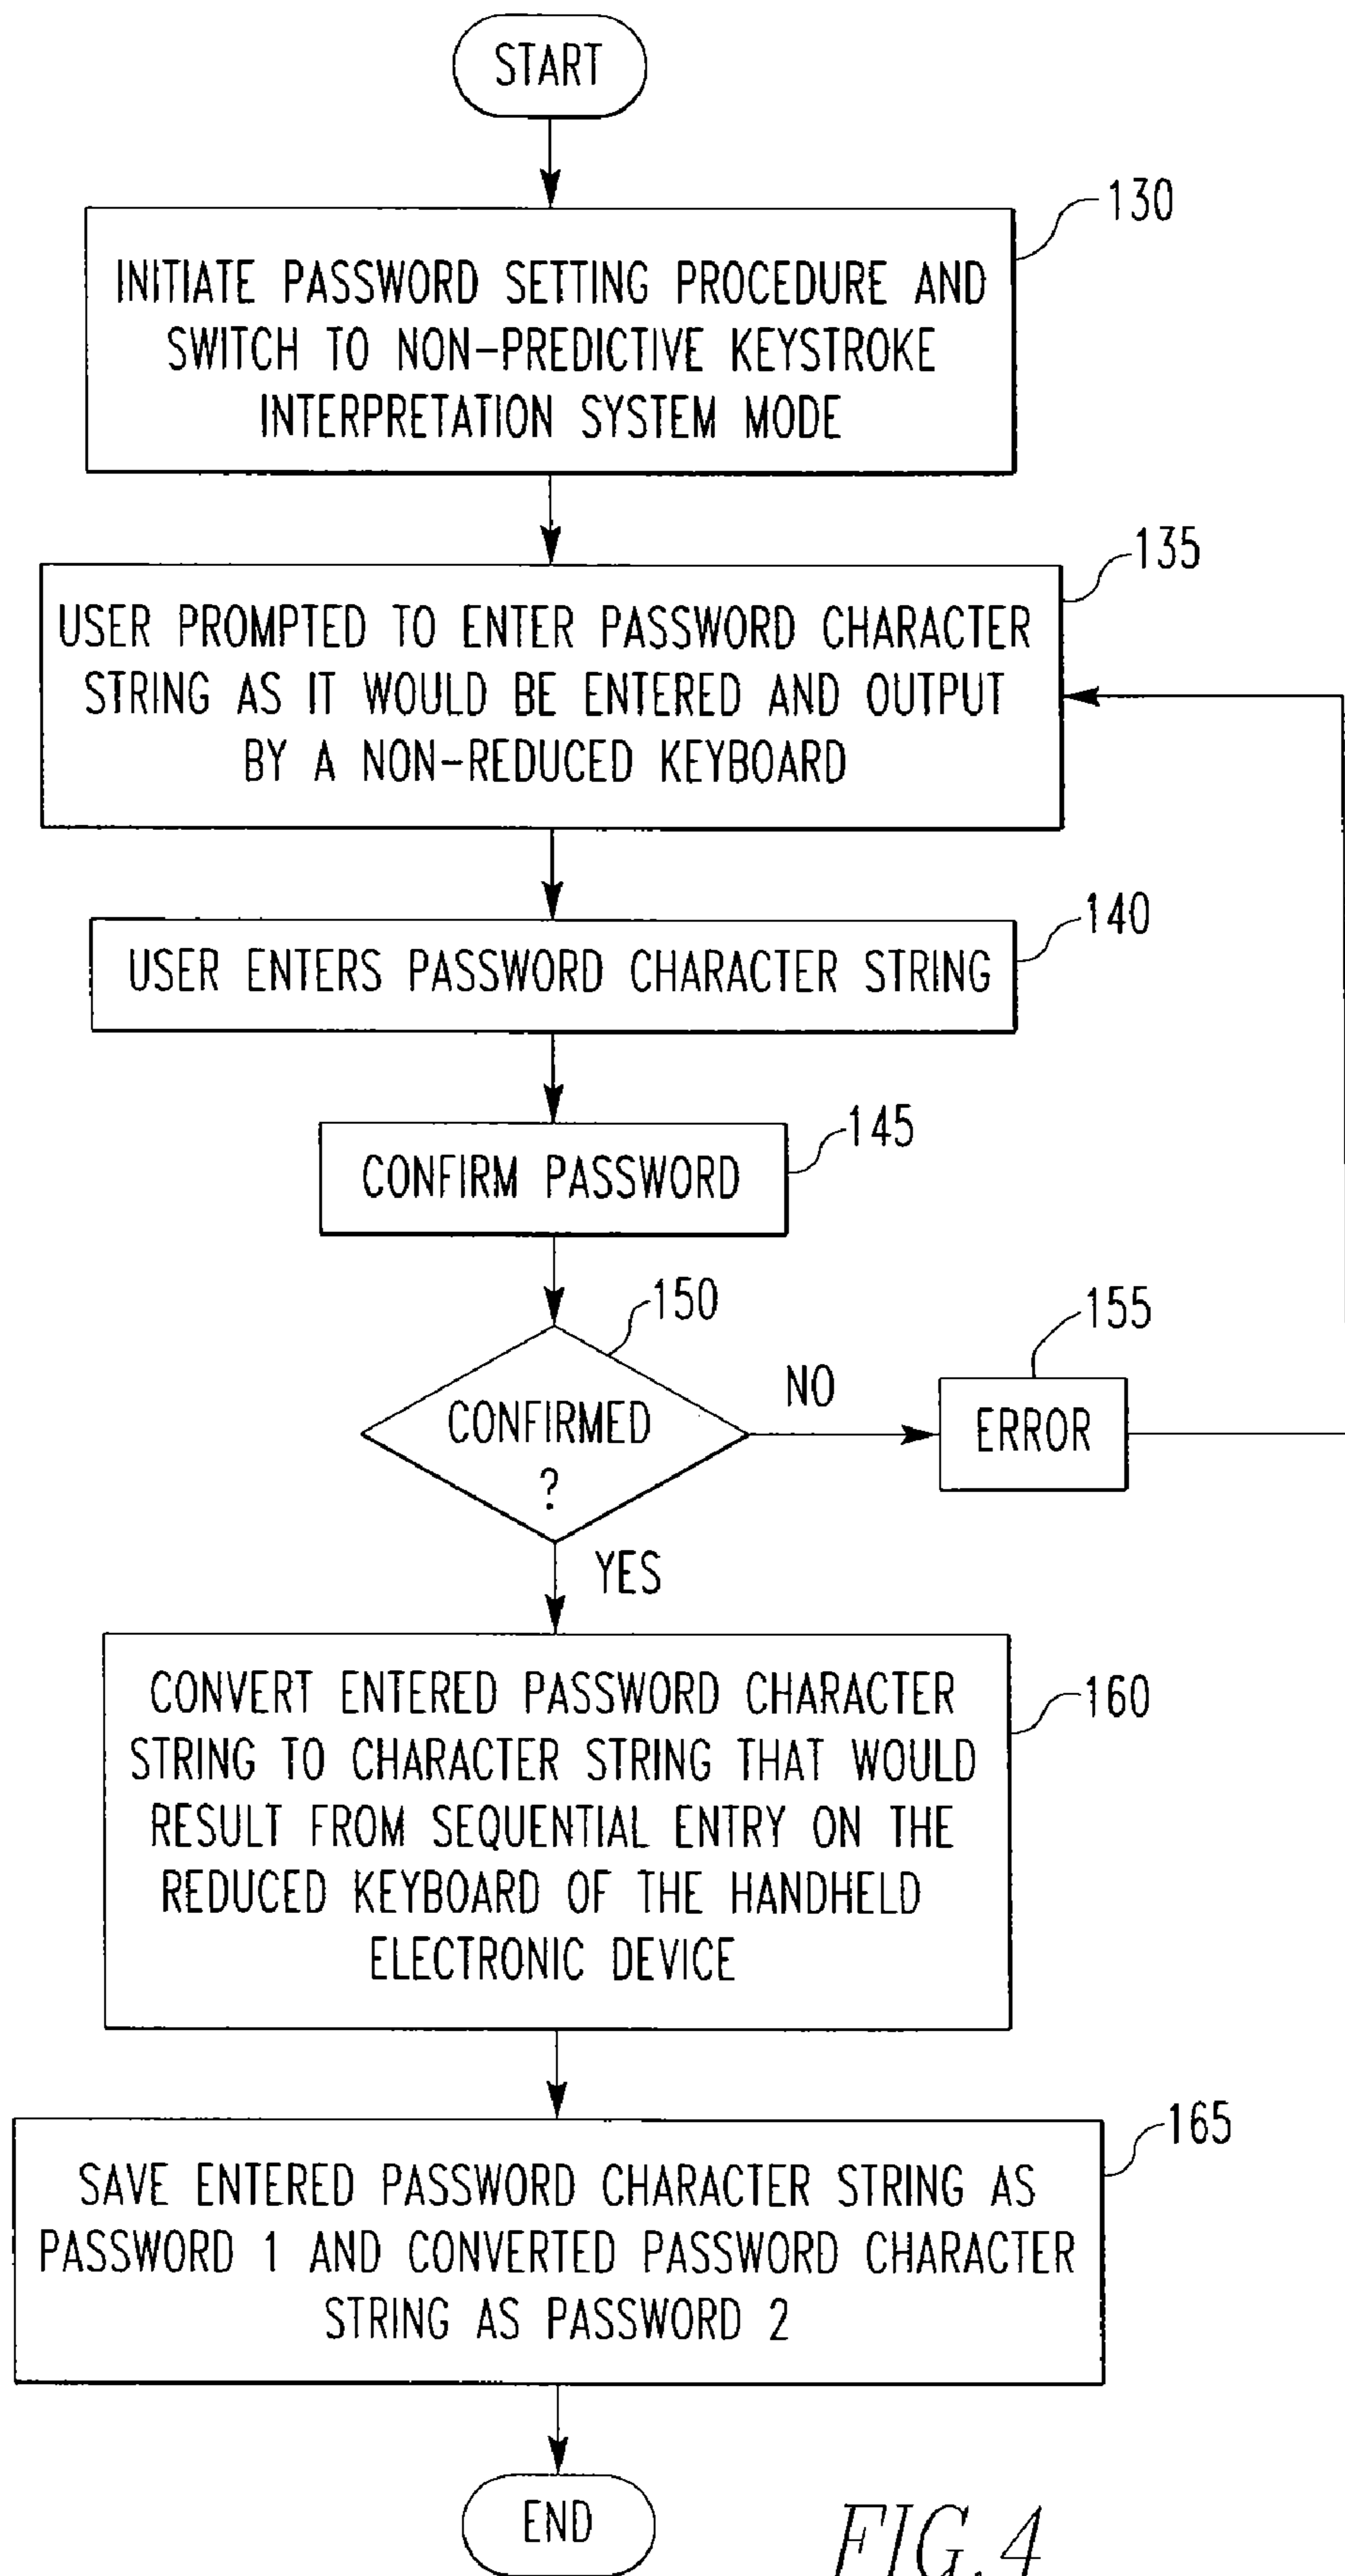 START
130
INITIATE PASSWORD SETTING PROCEDURE AND
SWITCH TO NON-PREDICTIVE KEYSTROKE
INTERPRETATION SYSTEM MODE
135
USER PROMPTED TO ENTER PASSWORD CHARACTER
STRING AS IT WOULD BE ENTERED AND OUTPUT
BY A NON-REDUCED KEYBOARD
140
USER ENTERS PASSWORD CHARACTER STRING
145
CONFIRM PASSWORD
150
CONFIRMED
?
NO
155
ERROR
YES
160
CONVERT ENTERED PASSWORD CHARACTER
STRING TO CHARACTER STRING THAT WOULD
RESULT FROM SEQUENTIAL ENTRY ON THE
REDUCED KEYBOARD OF THE HANDHELD
ELECTRONIC DEVICE
165
SAVE ENTERED PASSWORD CHARACTER STRING AS
PASSWORD 1 AND CONVERTED PASSWORD CHARACTER
STRING AS PASSWORD 2
END
FIG.4